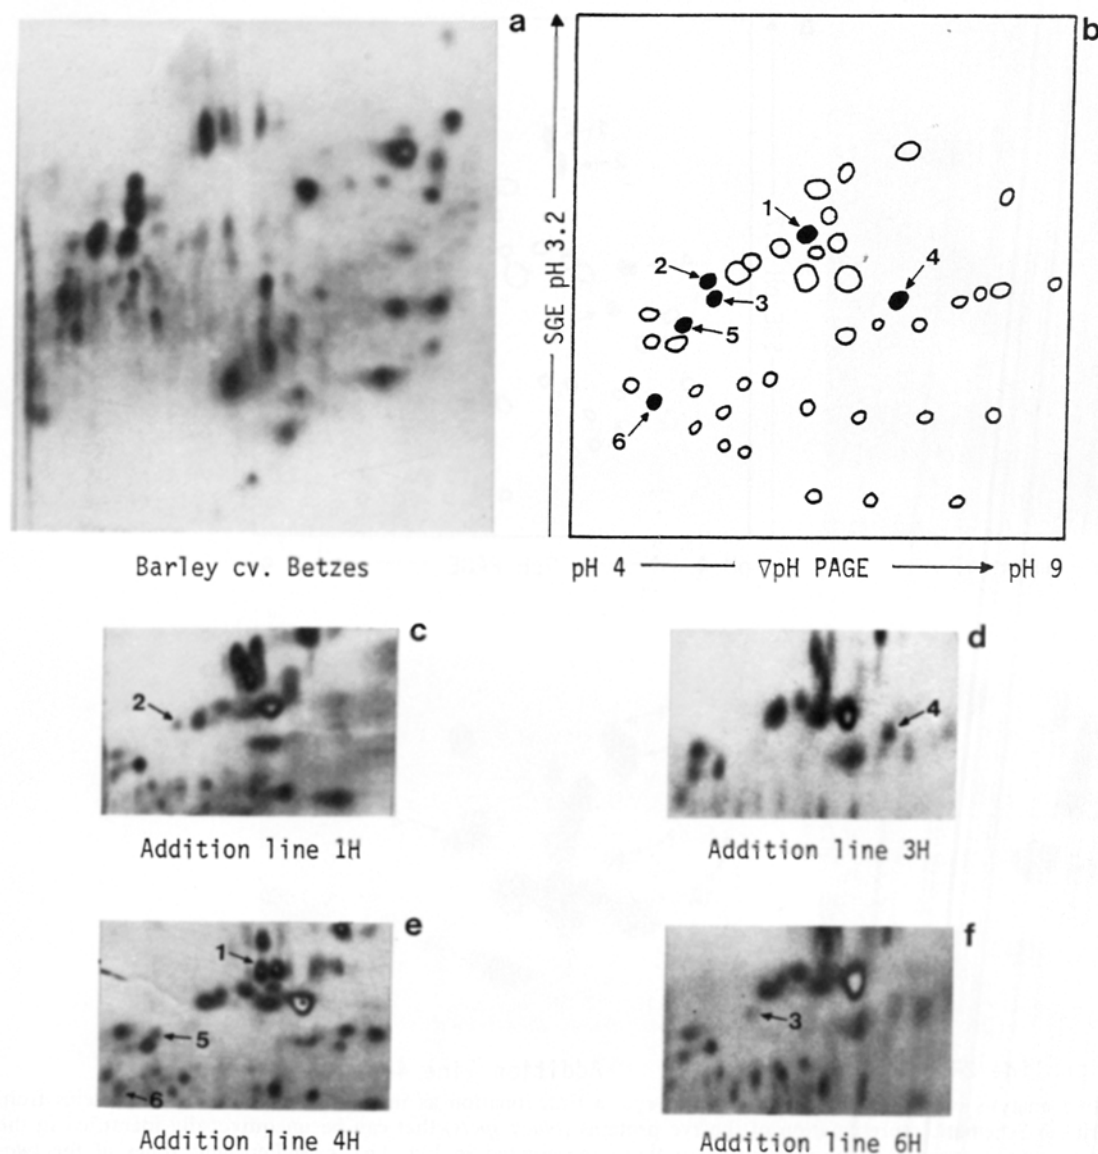 a
b
SGE pH 3.2
1
2
3
4
5
6
Barley cv. Betzes
pH 4 ∇pH PAGE pH 9
c
2
Addition line 1H
d
4
Addition line 3H
e
1
5
6
Addition line 4H
f
3
Addition line 6H